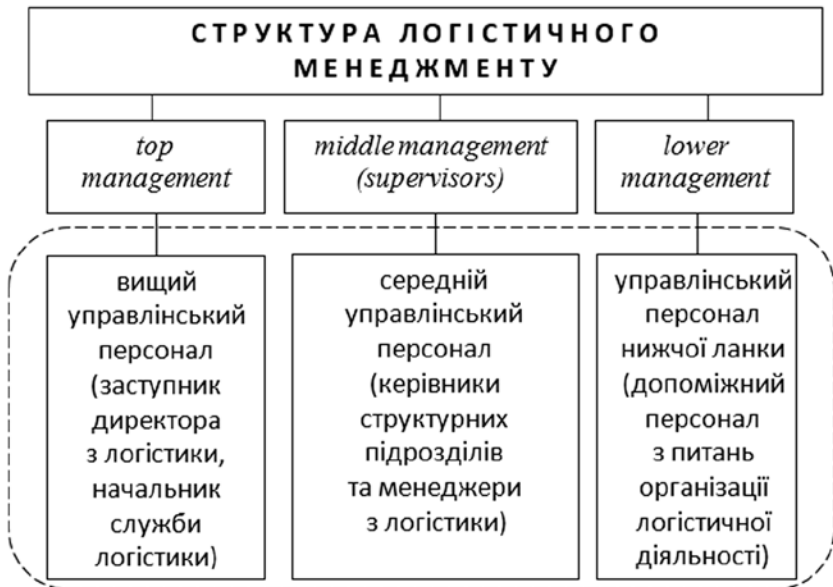 СТРУКТУРА ЛОГІСТИЧНОГО
МЕНЕДЖМЕНТУ
top
management
middle management
(supervisors)
lower
management
вищий
управлінський
персонал
(заступник
директора
з логістики,
начальник
служби
логістики)
середній
управлінський
персонал
(керівники
структурних
підрозділів
та менеджери
з логістики)
управлінський
персонал
нижчої ланки
(допоміжний
персонал
з питань
організації
логістичної
діяльності)